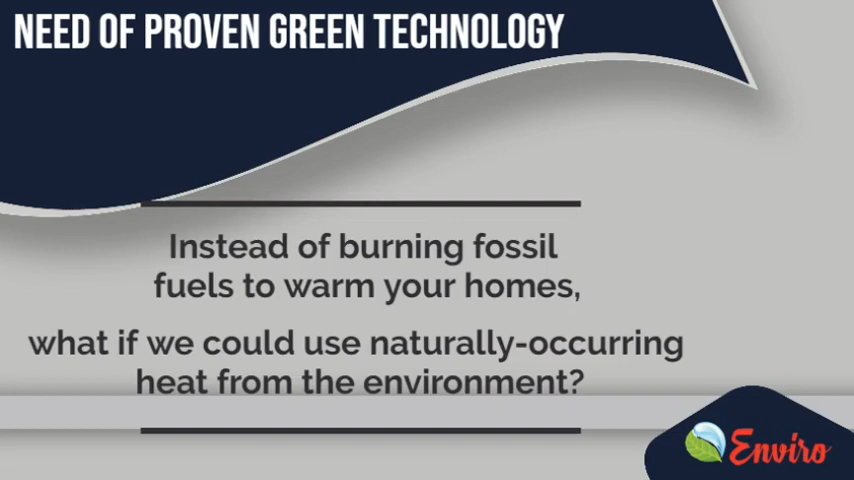 NEED OF PROVEN GREEN TECHNOLOGY
Instead of burning fossil
fuels to warm your homes,
what if we could use naturally-occurring
heat from the environment?
Enviro